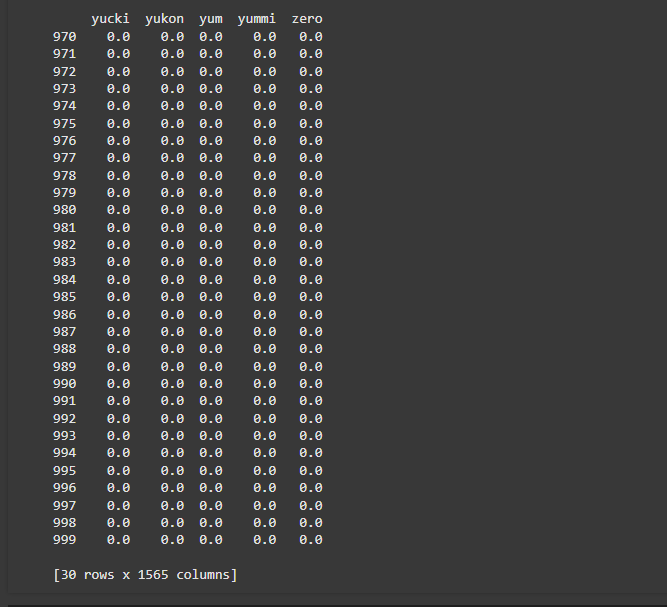 yucki yukon yum yummi zero
970 0.0 0.0 0.0 0.0 0.0
971 0.0 0.0 0.0 0.0 0.0
972 0.0 0.0 0.0 0.0 0.0
973 0.0 0.0 0.0 0.0 0.0
974 0.0 0.0 0.0 0.0 0.0
975 0.0 0.0 0.0 0.0 0.0
976 0.0 0.0 0.0 0.0 0.0
977 0.0 0.0 0.0 0.0 0.0
978 0.0 0.0 0.0 0.0 0.0
979 0.0 0.0 0.0 0.0 0.0
980 0.0 0.0 0.0 0.0 0.0
981 0.0 0.0 0.0 0.0 0.0
982 0.0 0.0 0.0 0.0 0.0
983 0.0 0.0 0.0 0.0 0.0
984 0.0 0.0 0.0 0.0 0.0
985 0.0 0.0 0.0 0.0 0.0
986 0.0 0.0 0.0 0.0 0.0
987 0.0 0.0 0.0 0.0 0.0
988 0.0 0.0 0.0 0.0 0.0
989 0.0 0.0 0.0 0.0 0.0
990 0.0 0.0 0.0 0.0 0.0
991 0.0 0.0 0.0 0.0 0.0
992 0.0 0.0 0.0 0.0 0.0
993 0.0 0.0 0.0 0.0 0.0
994 0.0 0.0 0.0 0.0 0.0
995 0.0 0.0 0.0 0.0 0.0
996 0.0 0.0 0.0 0.0 0.0
997 0.0 0.0 0.0 0.0 0.0
998 0.0 0.0 0.0 0.0 0.0
999 0.0 0.0 0.0 0.0 0.0
[30 rows x 1565 columns]